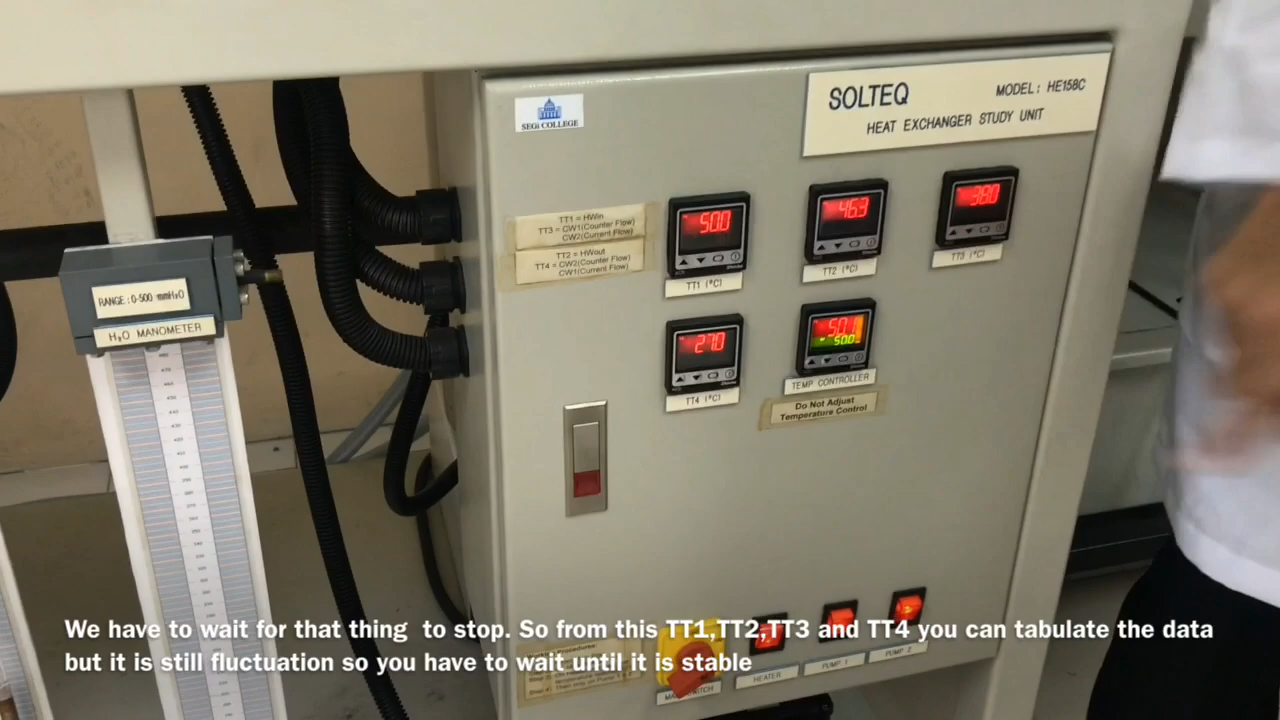 SOLTEQ
MODEL: HE158C
HEAT EXCHANGER STUDY UNIT
SEGi COLLEGE
TT1 = HWin
TT3 = CW1(Counter Flow)
CW2(Current Flow)
TT2 = HWout
TT4 = CW2(Counter Flow)
CW1(Current Flow)
50.0
TT1 (°C)
46.3
TT2 (°C)
38.0
TT3 (°C)
27.0
TT4 (°C)
50.1
50.0
TEMP CONTROLLER
Do Not Adjust
Temperature Control
RANGE: 0-500 mmH₂O
H₂O MANOMETER
HEATER
PUMP 1
PUMP 2
We have to wait for that thing to stop. So from this TT1,TT2,TT3 and TT4 you can tabulate the data
but it is still fluctuation so you have to wait until it is stable